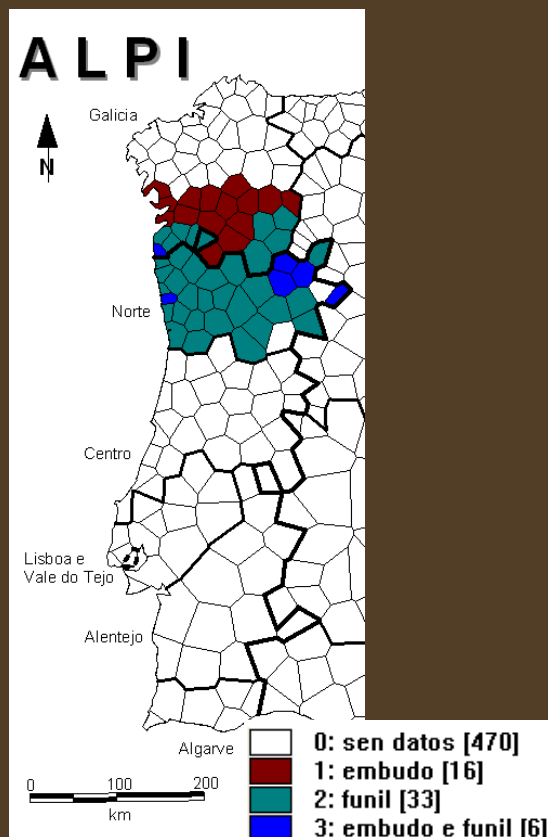 ALPI
Galicia
N
Norte
Centro
Lisboa e
Vale do Tejo
Alentejo
Algarve
0 100 200
km
0: sen datos [470]
1: embudo [16]
2: funil [33]
3: embudo e funil [6]